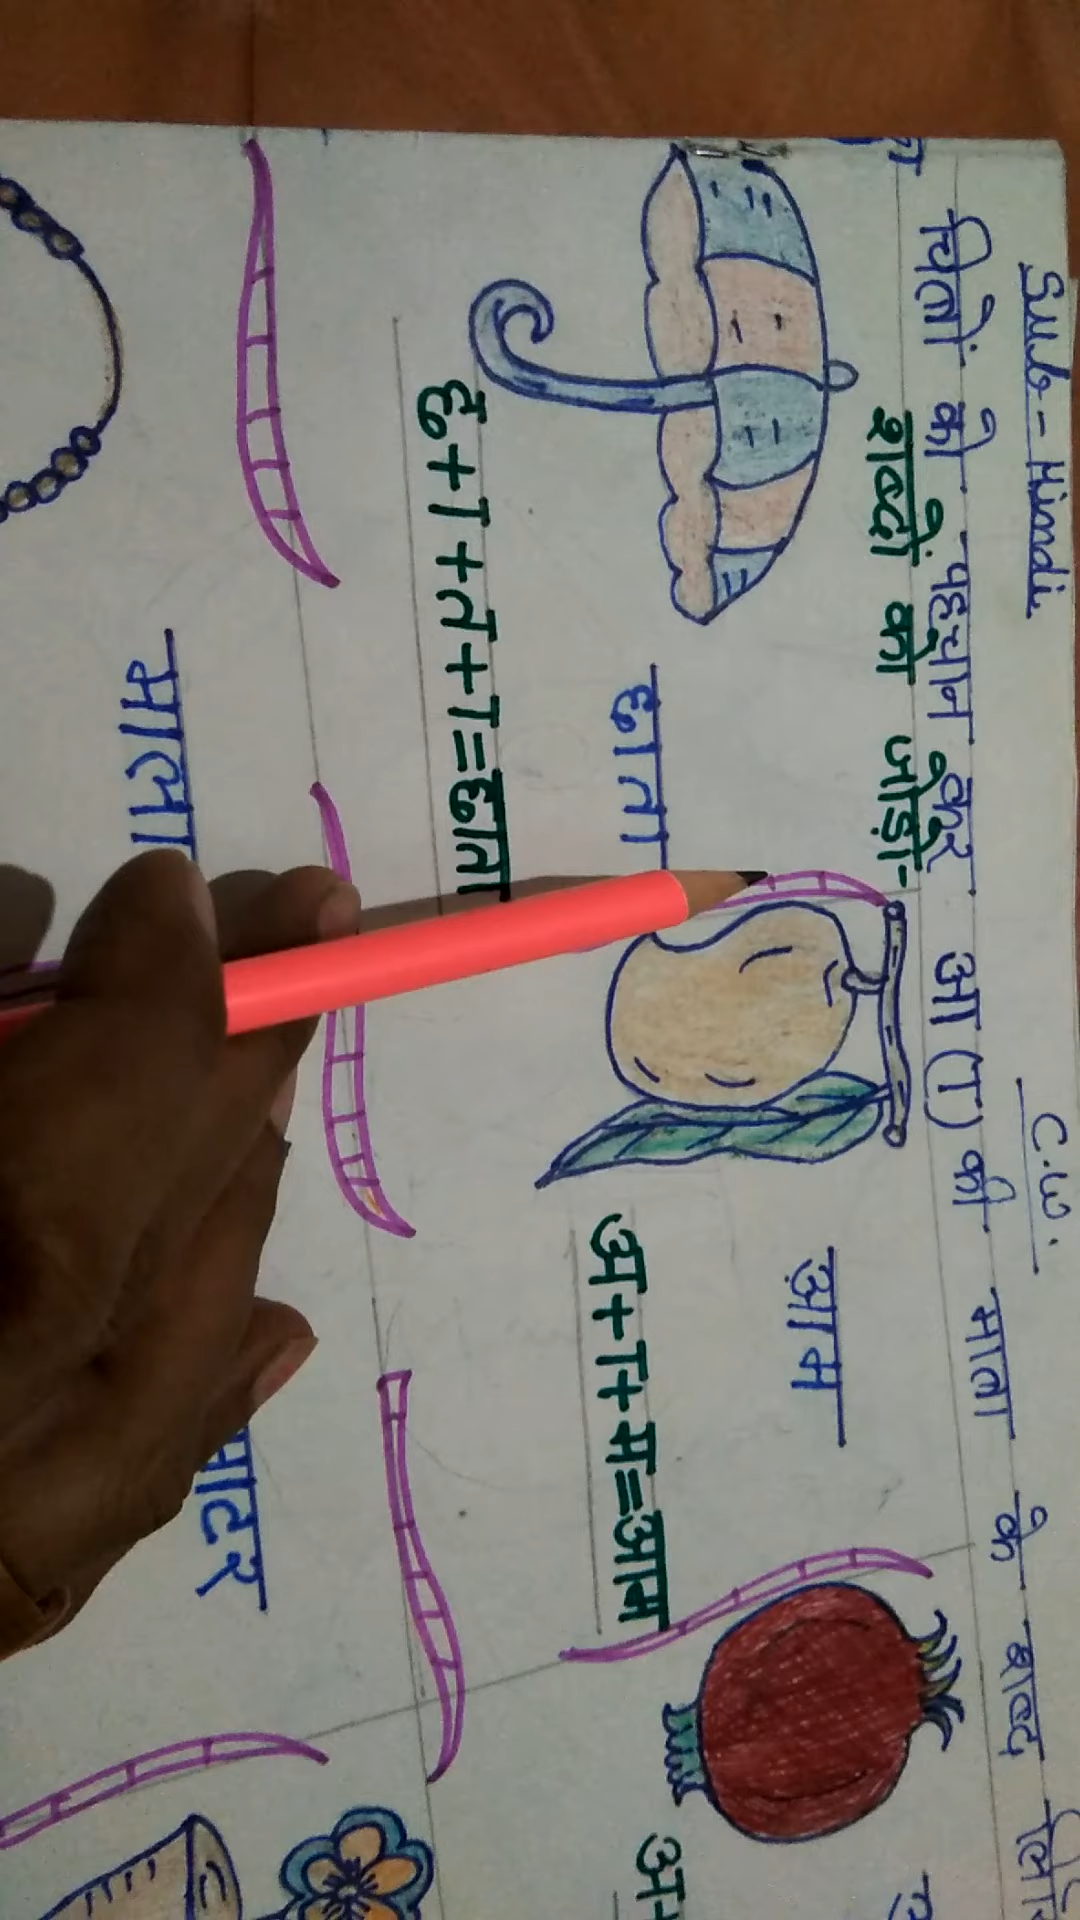 Sub-Hindi C.W.
चित्रों को पहचान कर आ (ा) की मात्रा के शब्द
शब्दों को जोड़ो-
छाता
छ+ा+त+ा=छाता
आम
अ+ा+म=आम
अ
माला
माटर